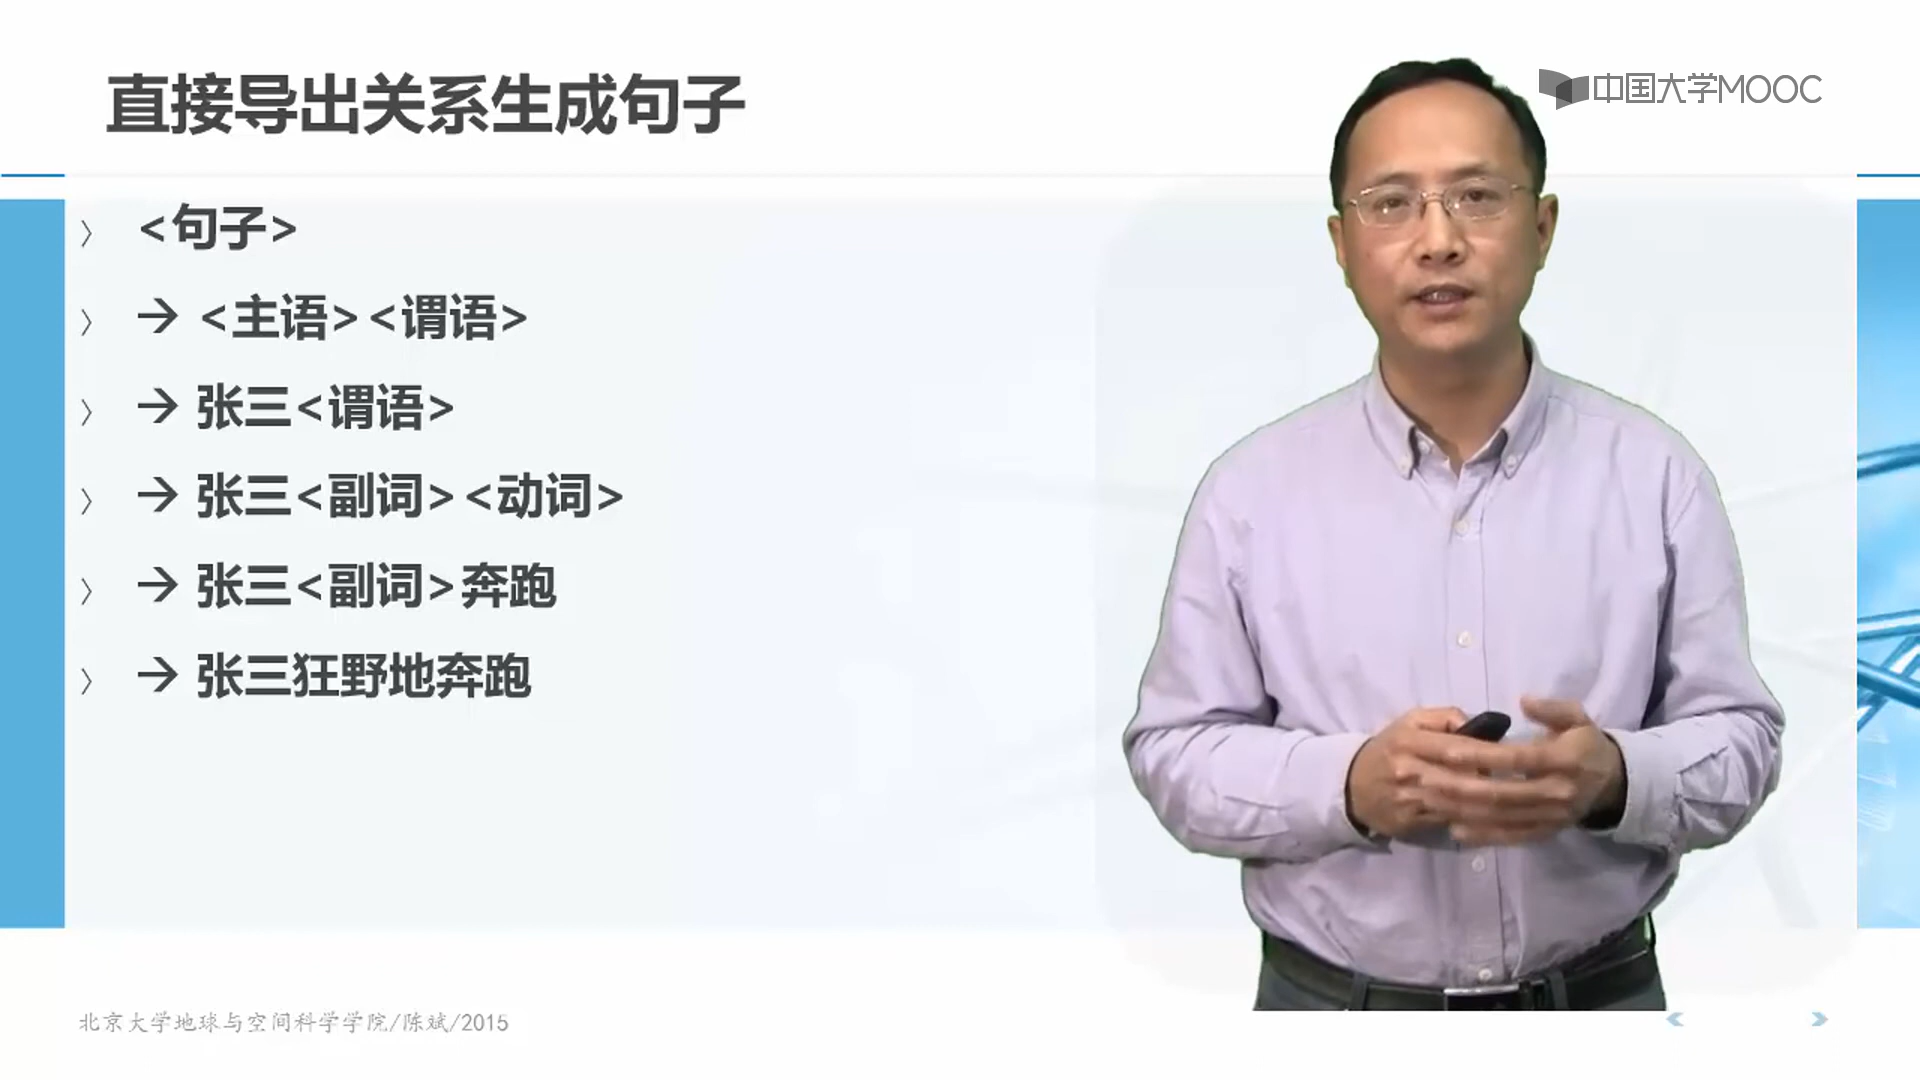 直接导出关系生成句子
中国大学MOOC
<句子>
→ <主语><谓语>
→ 张三<谓语>
→ 张三<副词><动词>
→ 张三<副词>奔跑
→ 张三狂野地奔跑
北京大学地球与空间科学学院/陈斌/2015